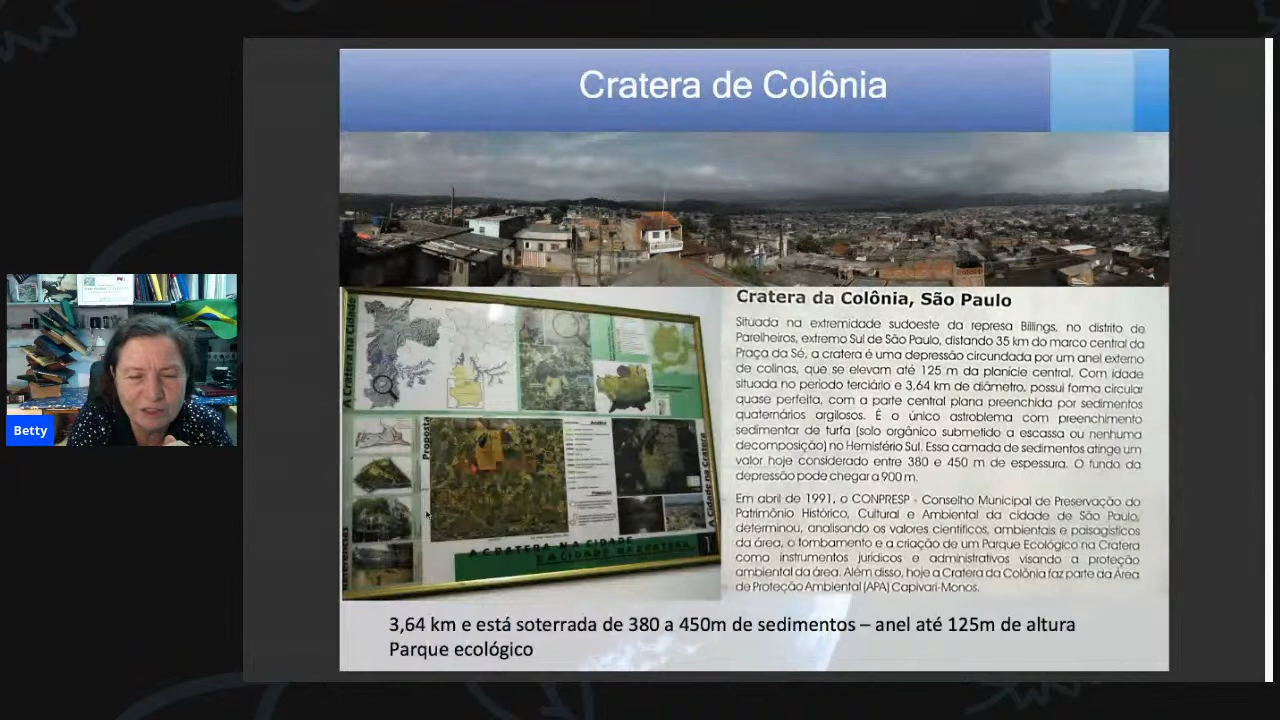 Cratera de Colônia
Cratera da Colônia, São Paulo
Situada na extremidade sudoeste da represa Billings, no distrito de
Parelheiros, extremo Sul de São Paulo, distando 35 km do marco central da
Praça da Sé, a cratera é uma depressão circundada por um anel externo
de colinas, que se elevam até 125 m da planície central. Com idade
situada no período terciário e 3,64 km de diâmetro, possui forma circular
quase perfeita, com a parte central plana preenchida por sedimentos
quaternários argilosos. É o único astroblema com preenchimento
sedimentar de turfa (solo orgânico submetido a escassa ou nenhuma
decomposição) no Hemisfério Sul. Essa camada de sedimentos atinge um
valor hoje considerado entre 380 e 450 m de espessura. O fundo da
depressão pode chegar a 900 m.
Em abril de 1991, o CONPRESP - Conselho Municipal de Preservação do
Patrimônio Histórico, Cultural e Ambiental da cidade de São Paulo,
determinou, analisando os valores científicos, ambientais e paisagísticos
da área, o tombamento e a criação de um Parque Ecológico na Cratera
como instrumentos jurídicos e administrativos visando a proteção
ambiental da área. Além disso, hoje a Cratera da Colônia faz parte da Área
de Proteção Ambiental (APA) Capivari-Monos.
A Cratera na Cidade
Proposta
A Cidade na Cratera
A CRATERA NA CIDADE
E A CIDADE NA CRATERA
3,64 km e está soterrada de 380 a 450m de sedimentos – anel até 125m de altura
Parque ecológico
Betty